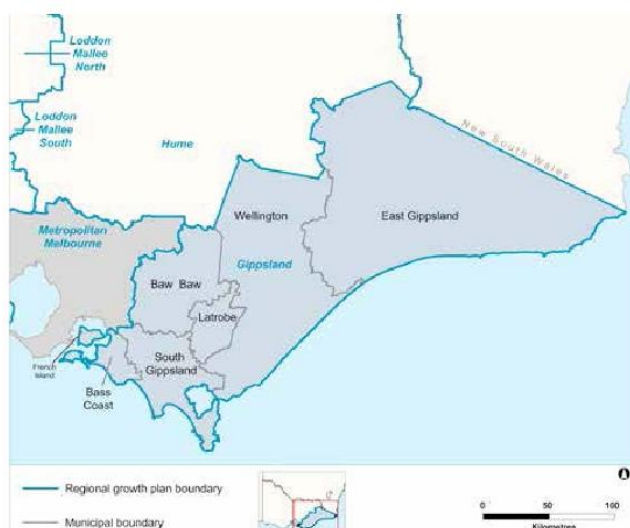 Loddon
Mallee
North
Loddon
Mallee
South
Hume
New South Wales
Wellington
East Gippsland
Metropolitan
Melbourne
Gippsland
Baw Baw
Latrobe
French
Island
South
Gippsland
Bass
Coast
Regional growth plan boundary
Municipal boundary
0 50 100
Kilometres